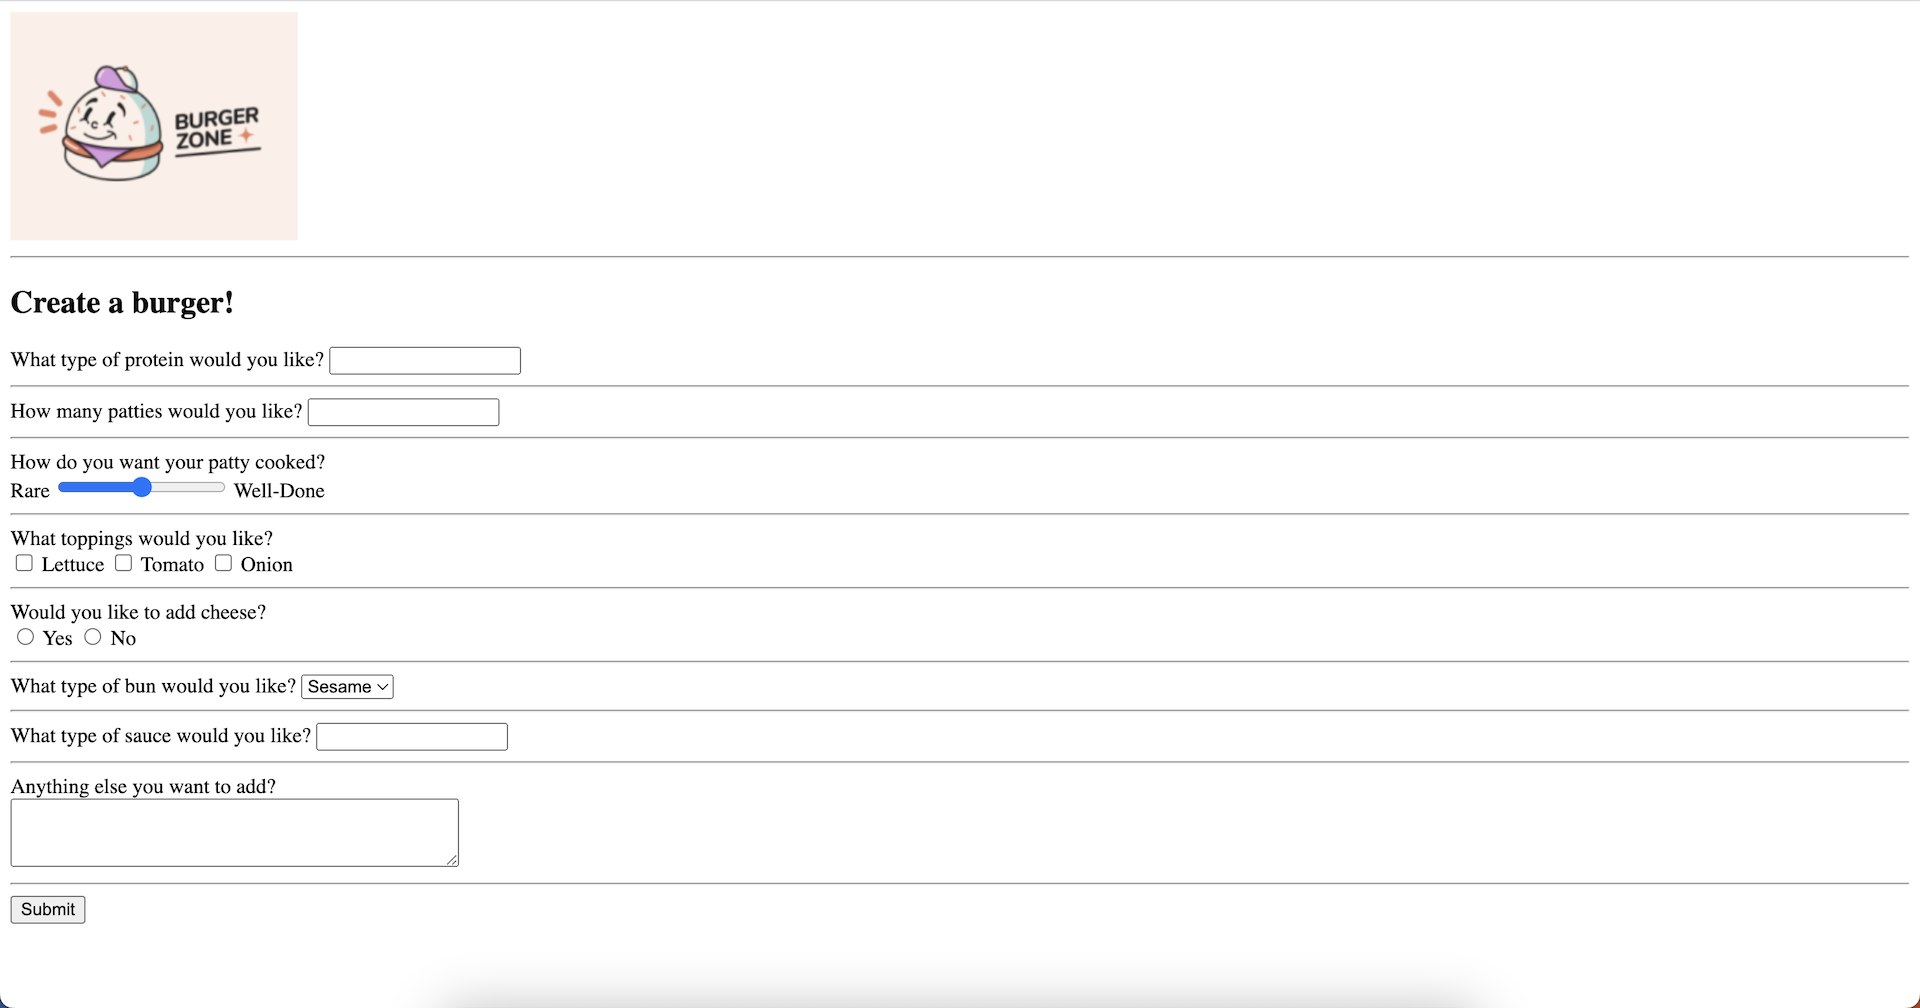 BURGER
ZONE
Create a burger!
What type of protein would you like?
How many patties would you like?
How do you want your patty cooked?
Rare Well-Done
What toppings would you like?
Lettuce Tomato Onion
Would you like to add cheese?
Yes No
What type of bun would you like? Sesame
What type of sauce would you like?
Anything else you want to add?
Submit